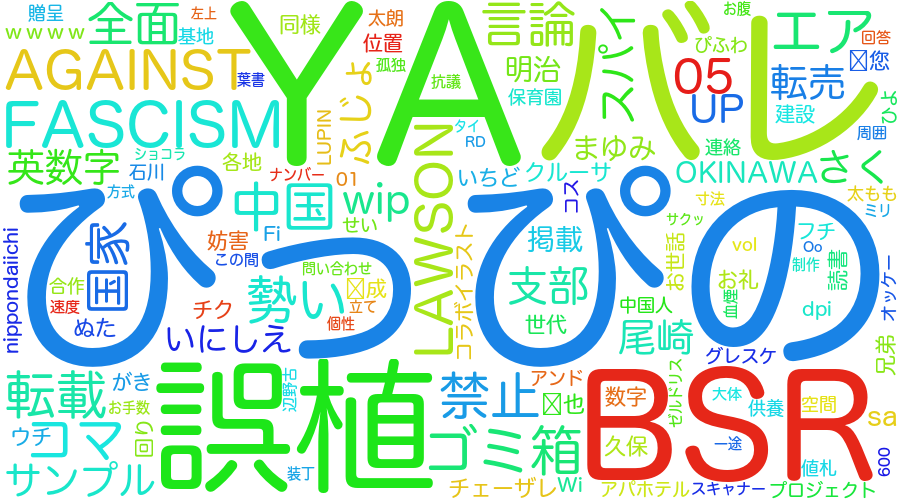 贈呈
左上
YA
同様
太朗
言論
お腹
wwww
全面
基地
位置
スパイ
バレ
エア
ぴふわ
回答
AGAINST
葉書
孤独
抗議
明治
05
転売
您
FASCISM
LUPIN
ふじょ
保育園
UP
建設
ひよ
ショコラ
タイ
RD
まゆみ
連絡
周囲
英数字
石川
各地
ナンバー
01
いちど
クルーサ
OKINAWA
さく
方式
中国
wip
コス
寸法
太もも
ミリ
ぴっぴの
妨害
Fi
せい
LAWSON
掲載
サクッ
フチ
国家
この間
イラスト
お世話
vol
Oo
読書
nippondaiichi
合作
問い合わせ
成
支部
お礼
制作
オッケー
速度
勢い
立て
コラボ
中国人
血煙
dpi
ぬた
チク
個性
世代
尾崎
いにしえ
グレスケ
兄弟
転載
がき
誤植
辺野古
禁止
アンド
BSR
数字
ゼルドリス
大体
お手数
也
供養
空間
sa
ウチ
コマ
回り
ゴミ箱
久保
一途
サンプル
装丁
Wi
値札
600
チェーザレ
アパホテル
スキャナー
プロジェクト